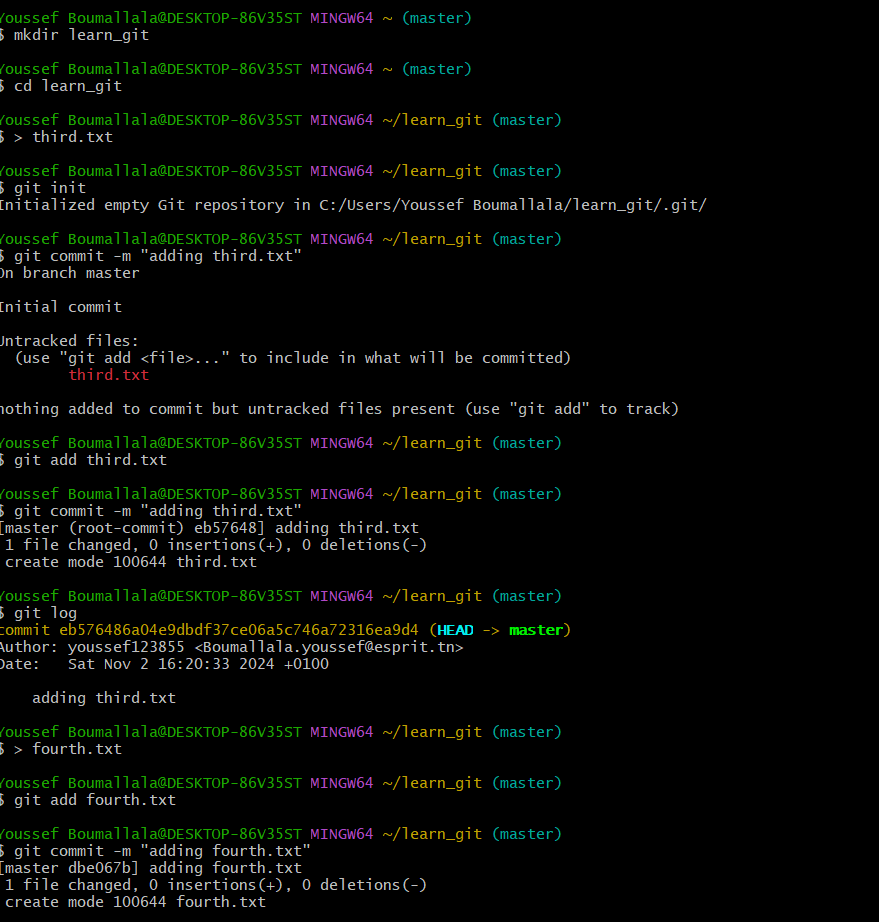 Youssef Boumallala@DESKTOP-86V35ST MINGW64 ~ (master)
$ mkdir learn_git
Youssef Boumallala@DESKTOP-86V35ST MINGW64 ~ (master)
$ cd learn_git
Youssef Boumallala@DESKTOP-86V35ST MINGW64 ~/learn_git (master)
$ > third.txt
Youssef Boumallala@DESKTOP-86V35ST MINGW64 ~/learn_git (master)
$ git init
Initialized empty Git repository in C:/Users/Youssef Boumallala/learn_git/.git/
Youssef Boumallala@DESKTOP-86V35ST MINGW64 ~/learn_git (master)
$ git commit -m "adding third.txt"
On branch master
Initial commit
Untracked files:
  (use "git add <file>..." to include in what will be committed)
        third.txt
nothing added to commit but untracked files present (use "git add" to track)
Youssef Boumallala@DESKTOP-86V35ST MINGW64 ~/learn_git (master)
$ git add third.txt
Youssef Boumallala@DESKTOP-86V35ST MINGW64 ~/learn_git (master)
$ git commit -m "adding third.txt"
[master (root-commit) eb57648] adding third.txt
 1 file changed, 0 insertions(+), 0 deletions(-)
 create mode 100644 third.txt
Youssef Boumallala@DESKTOP-86V35ST MINGW64 ~/learn_git (master)
$ git log
commit eb576486a04e9dbdf37ce06a5c746a72316ea9d4 (HEAD -> master)
Author: youssef123855 <Boumallala.youssef@esprit.tn>
Date:   Sat Nov 2 16:20:33 2024 +0100
    adding third.txt
Youssef Boumallala@DESKTOP-86V35ST MINGW64 ~/learn_git (master)
$ > fourth.txt
Youssef Boumallala@DESKTOP-86V35ST MINGW64 ~/learn_git (master)
$ git add fourth.txt
Youssef Boumallala@DESKTOP-86V35ST MINGW64 ~/learn_git (master)
$ git commit -m "adding fourth.txt"
[master dbe067b] adding fourth.txt
 1 file changed, 0 insertions(+), 0 deletions(-)
 create mode 100644 fourth.txt